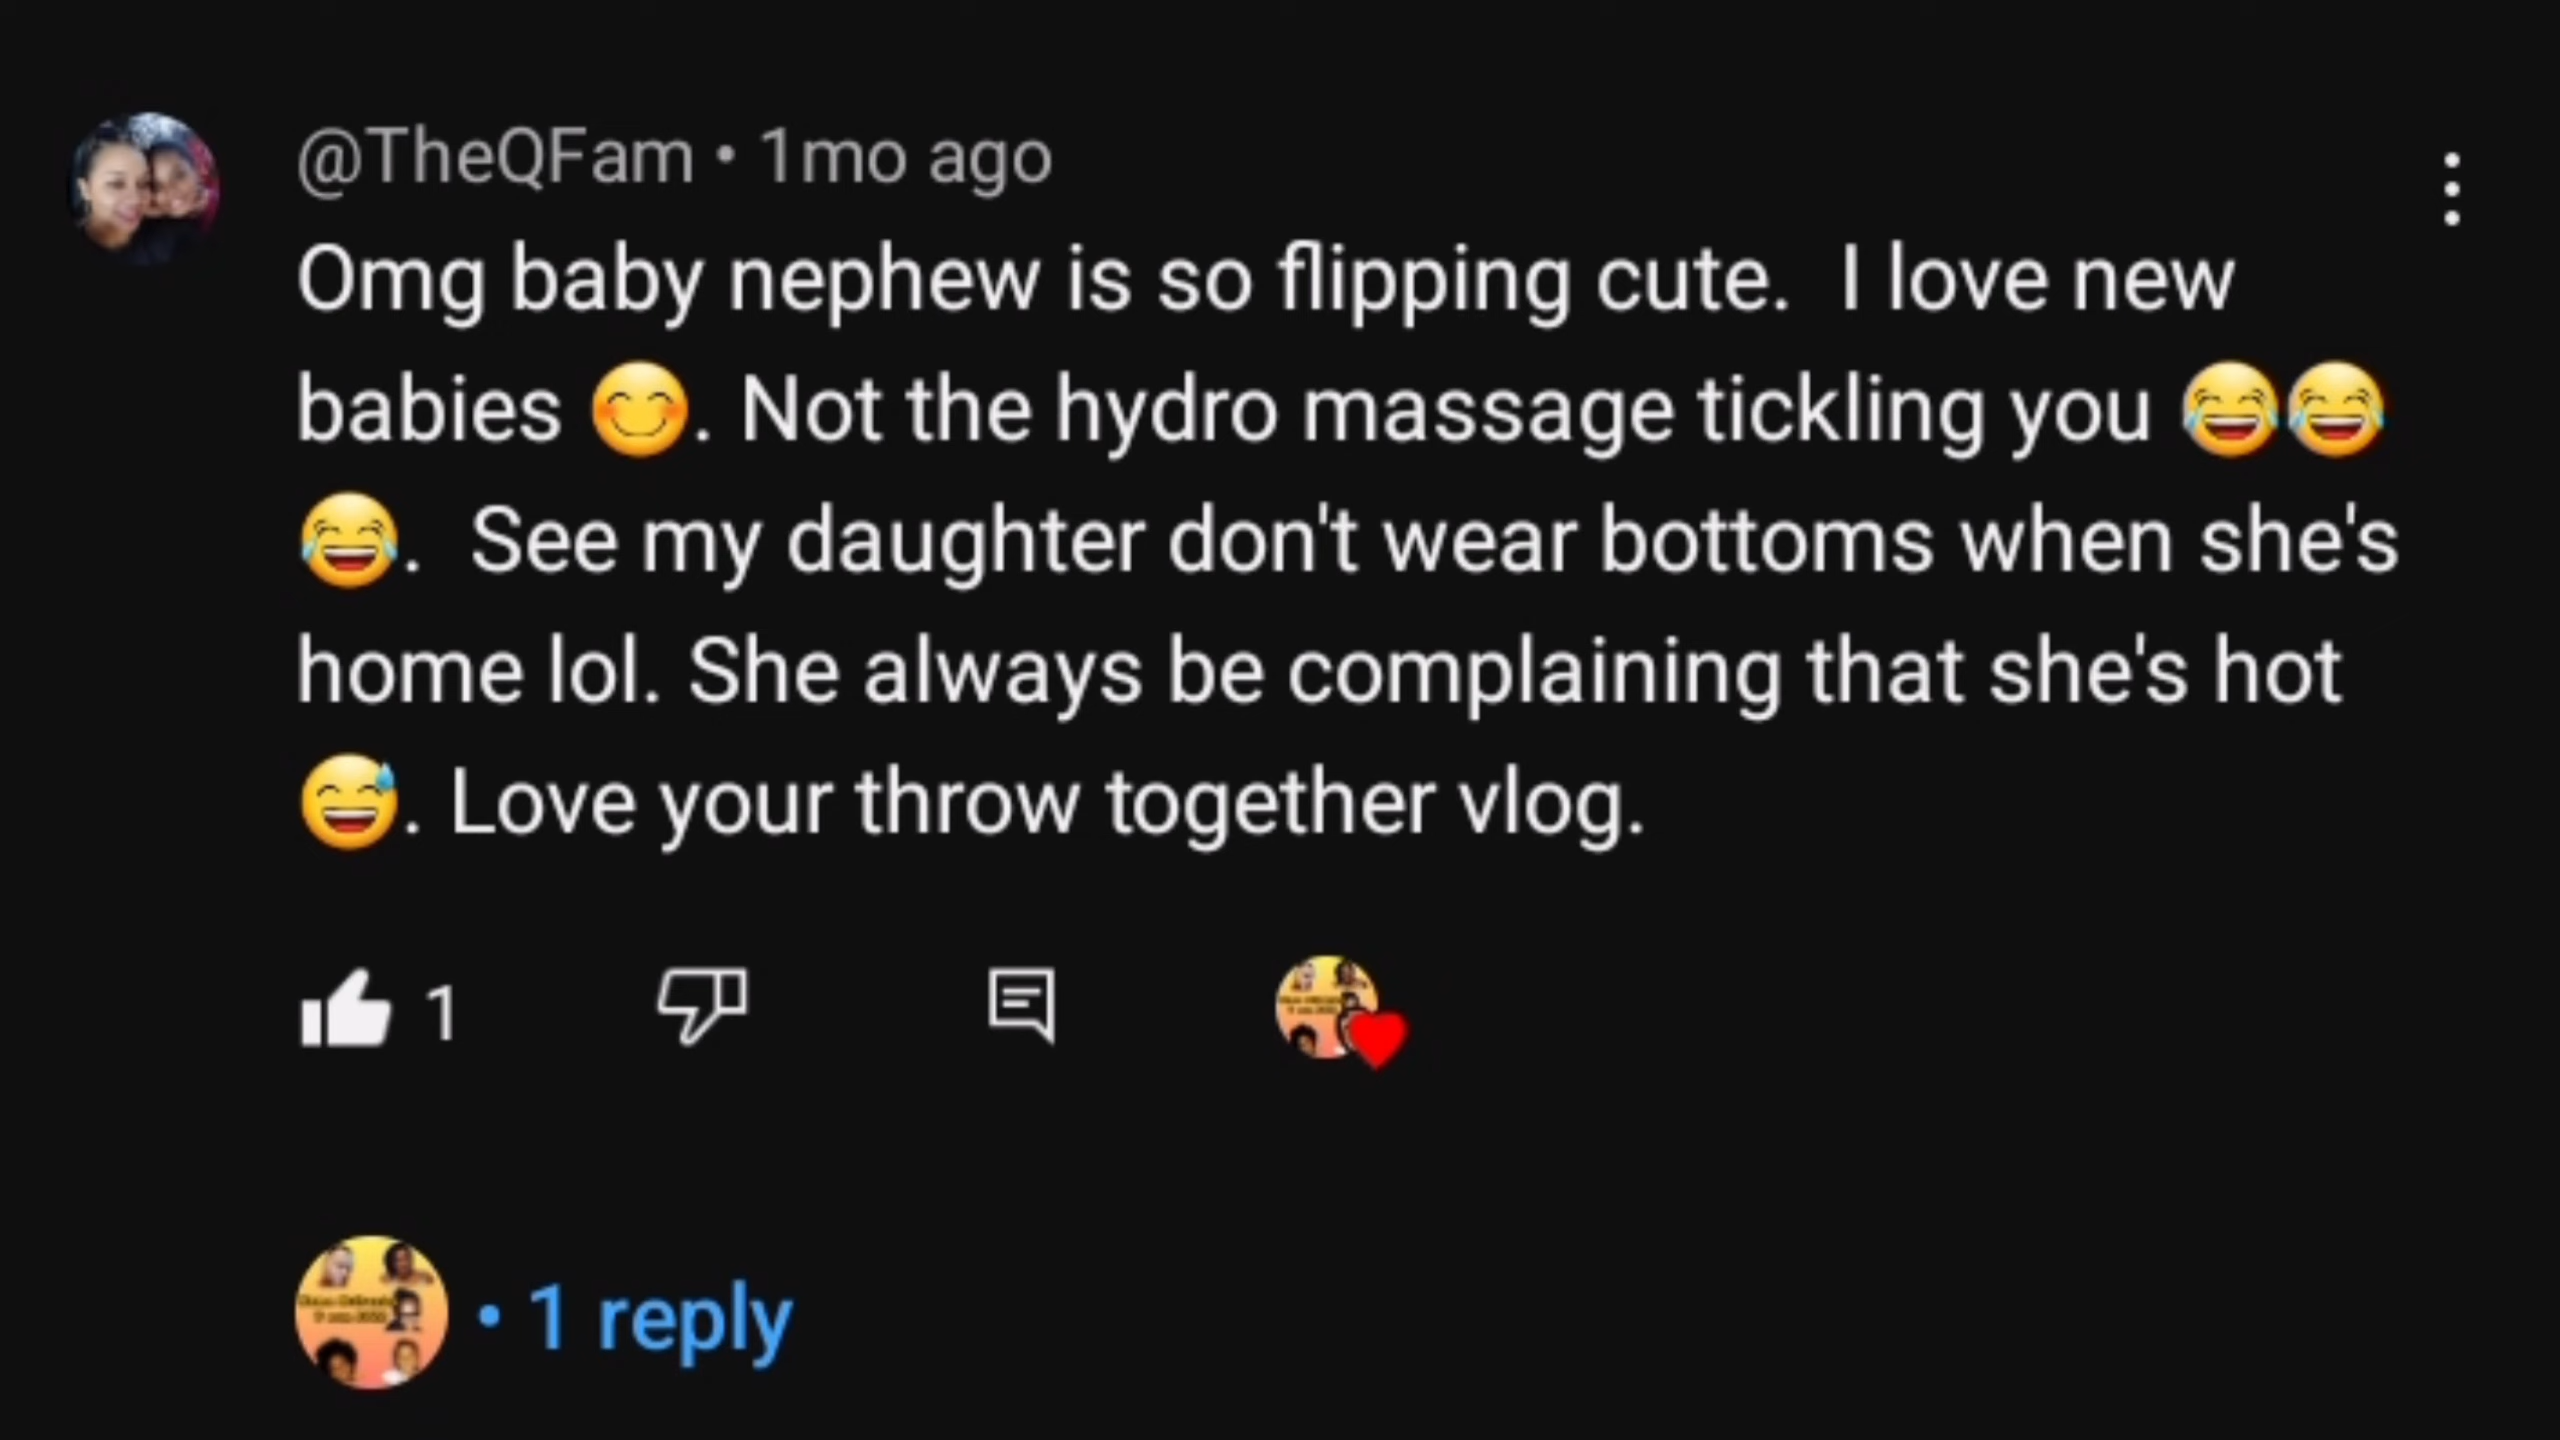 @TheQFam • 1mo ago
Omg baby nephew is so flipping cute.  I love new
babies 😊. Not the hydro massage tickling you 😂😂
😂.  See my daughter don't wear bottoms when she's
home lol. She always be complaining that she's hot
😅. Love your throw together vlog.
1
• 1 reply